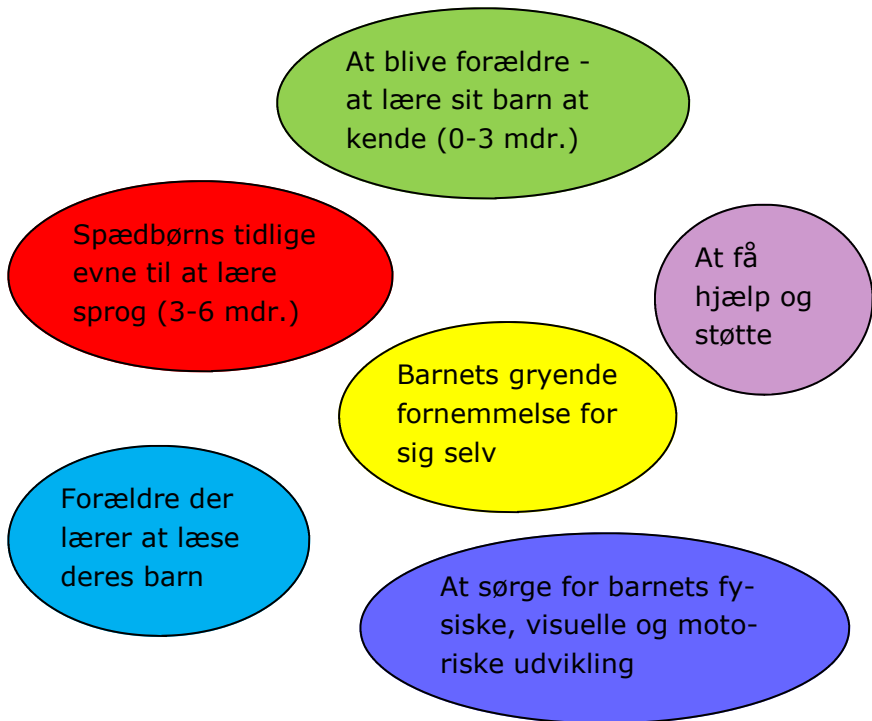 At blive forældre -
at lære sit barn at
kende (0-3 mdr.)
Spædbørns tidlige
evne til at lære
sprog (3-6 mdr.)
At få
hjælp og
støtte
Barnets gryende
fornemmelse for
sig selv
Forældre der
lærer at læse
deres barn
At sørge for barnets fy-
siske, visuelle og moto-
riske udvikling